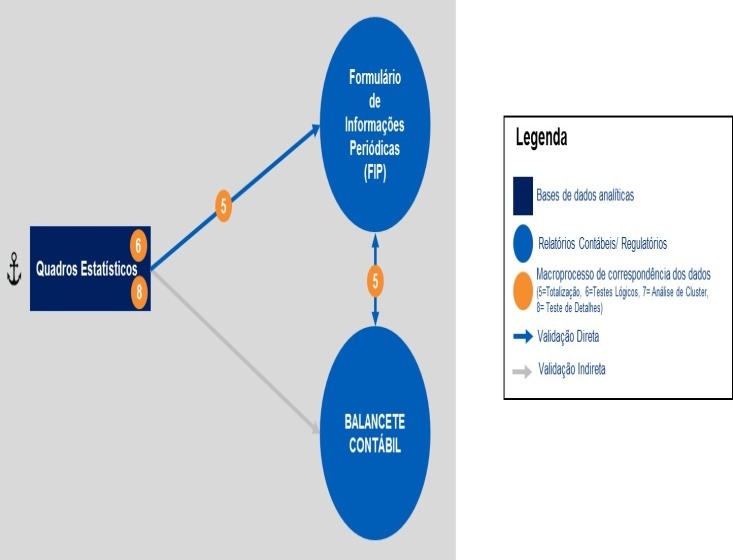 Formulário
de
Informações
Periódicas
(FIP)
5
6
Quadros Estatísticos
8
5
BALANCETE
CONTÁBIL
Legenda
Bases de dados analíticas
Relatórios Contábeis/ Regulatórios
Macroprocesso de correspondência dos dados
(5=Totalização, 6=Testes Lógicos, 7= Análise de Cluster,
8= Teste de Detalhes)
Validação Direta
Validação Indireta